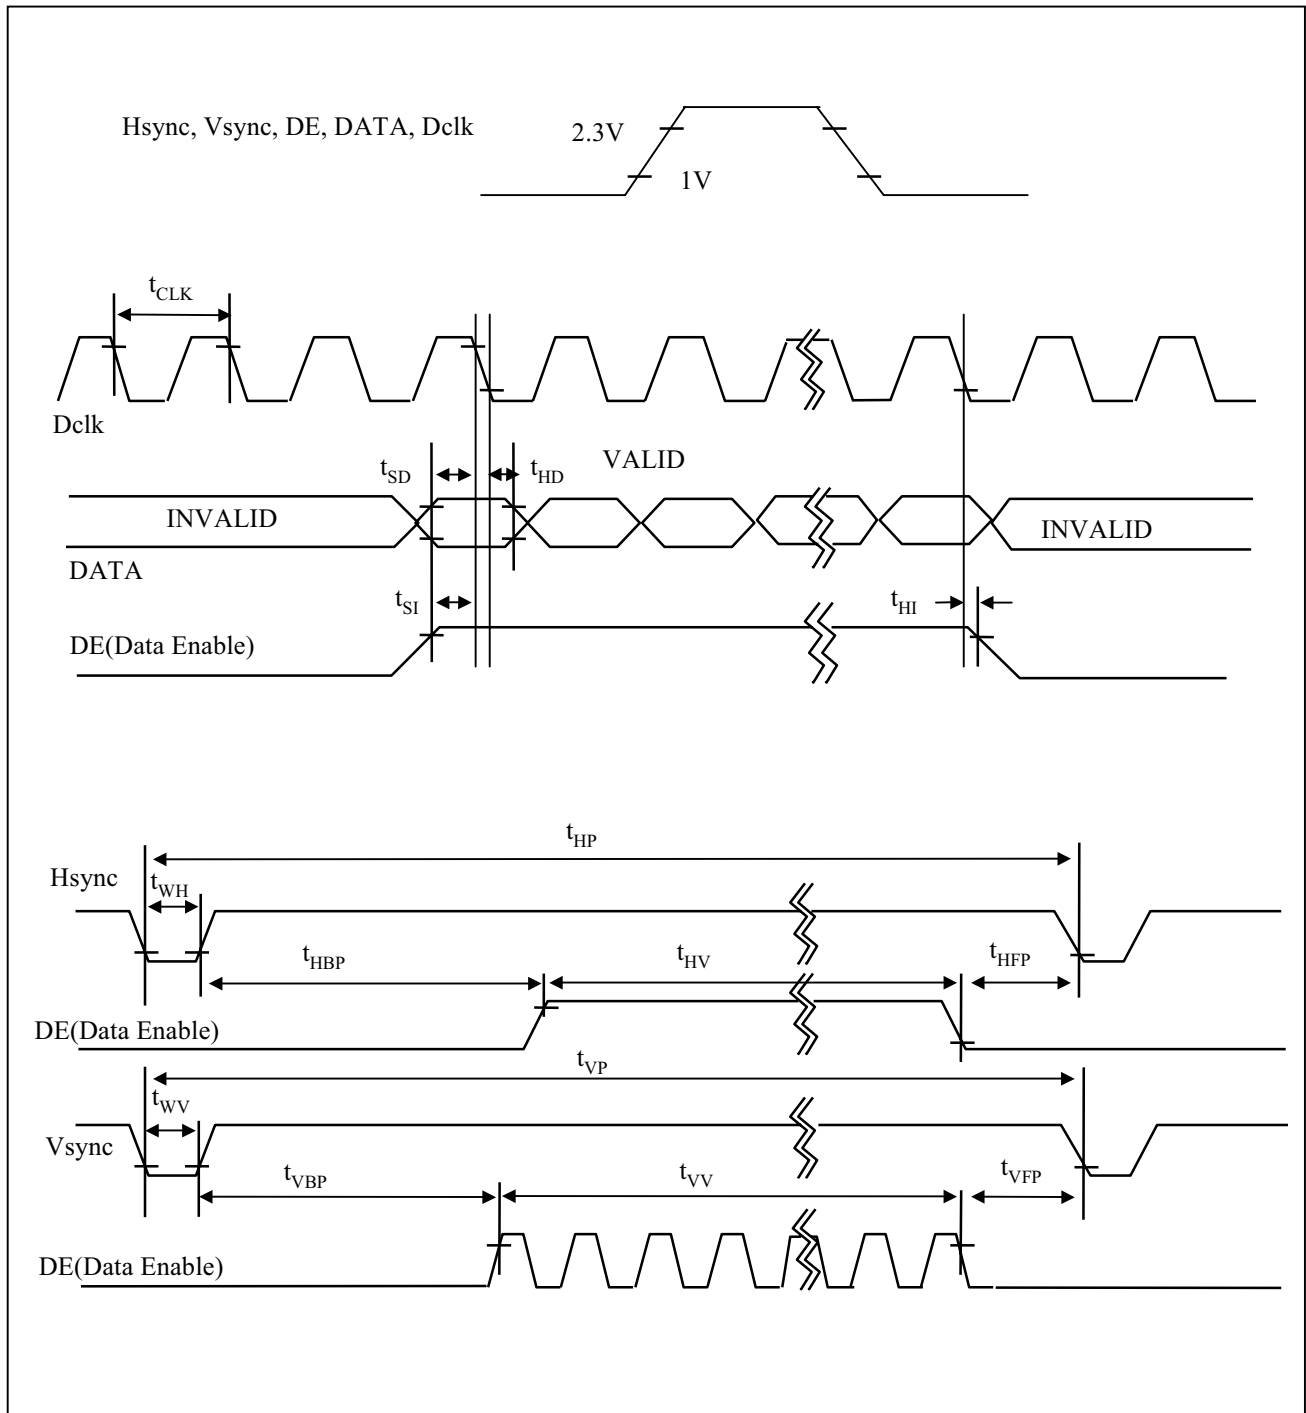 Hsync, Vsync, DE, DATA, Dclk
2.3V
1V
tCLK
Dclk
tSD
tHD
VALID
INVALID
INVALID
DATA
tSI
tHI
DE(Data Enable)
tHP
Hsync
tWH
tHBP
tHV
tHFP
DE(Data Enable)
tVP
tWV
Vsync
tVBP
tVV
tVFP
DE(Data Enable)